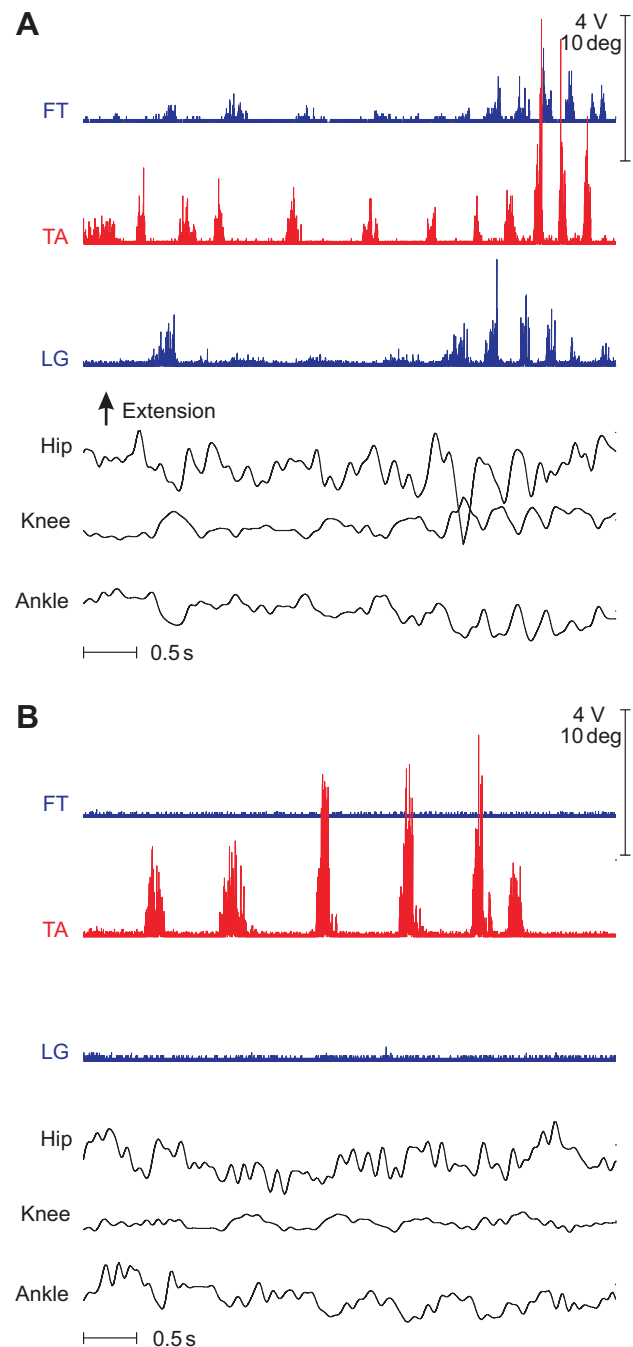 A
4 V
10 deg
FT
TA
LG
Extension
Hip
Knee
Ankle
0.5 s
B
4 V
10 deg
FT
TA
LG
Hip
Knee
Ankle
0.5 s